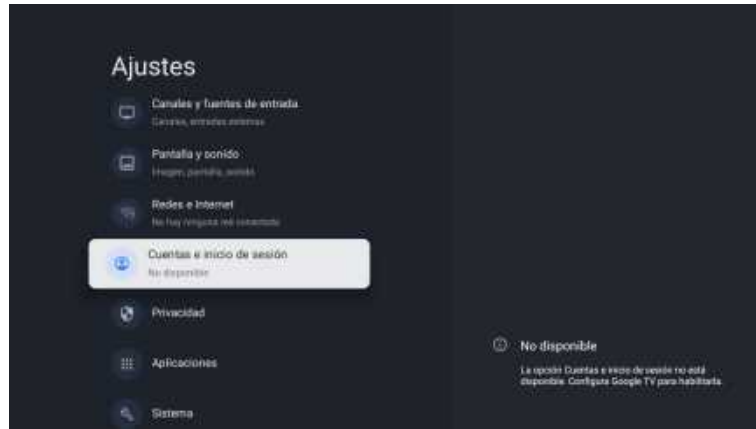 Ajustes
Canales y fuentes de entrada
Canales, entradas externas
Pantalla y sonido
Imagen, pantalla, sonido
Redes e Internet
No hay ninguna red conectada
Cuentas e inicio de sesión
No disponible
Privacidad
Aplicaciones
Sistema
No disponible
La opción Cuentas e inicio de sesión no está
disponible. Configura Google TV para habilitarla.